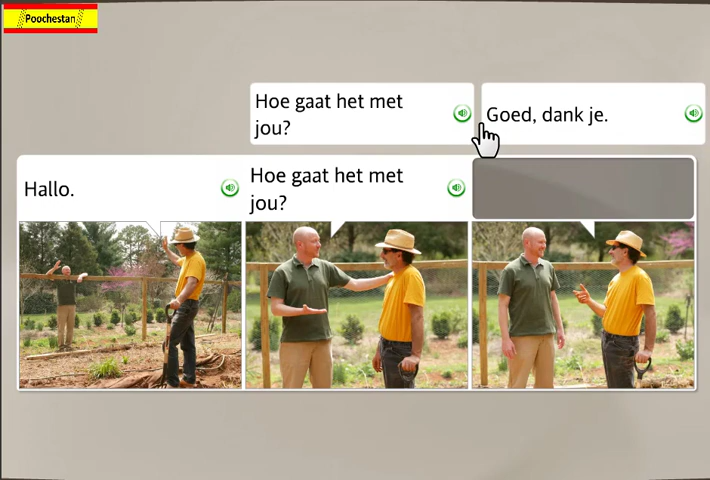 Poochestan
Hoe gaat het met
jou?
Goed, dank je.
Hallo.
Hoe gaat het met
jou?